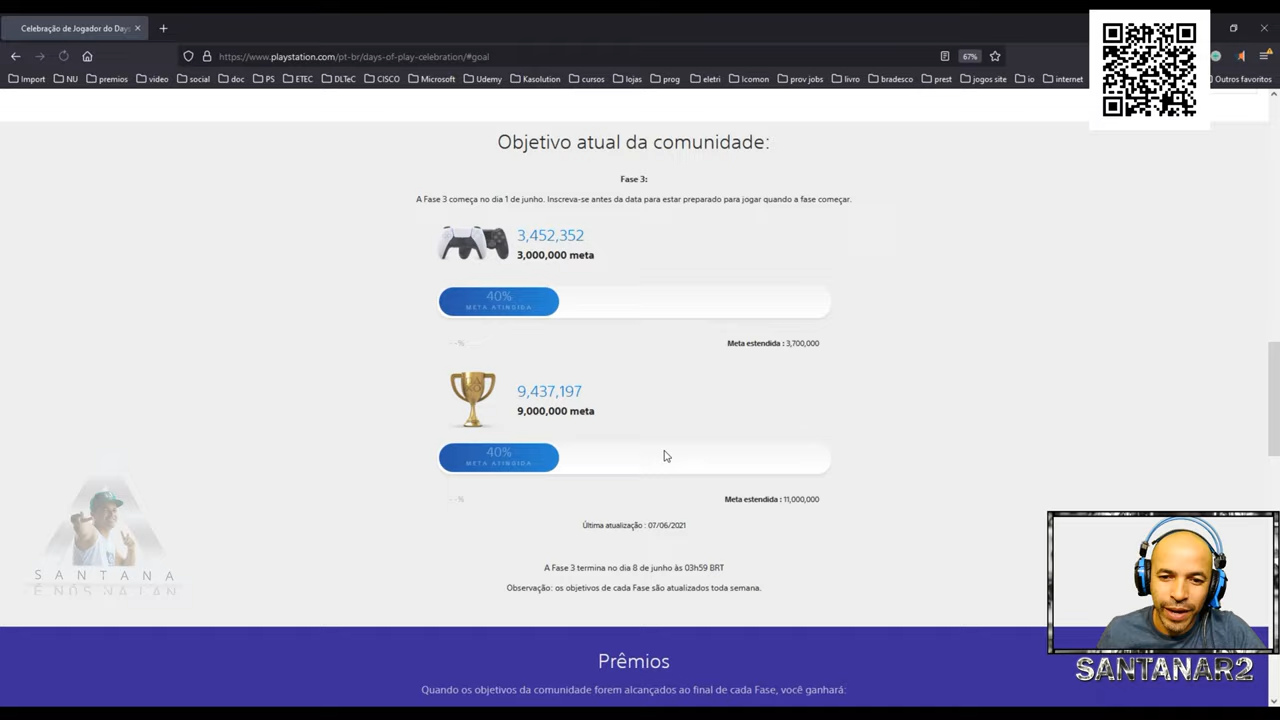 Celebração de Jogador do Days
https://www.playstation.com/pt-br/days-of-play-celebration/#goal
67%
Import
NU
premios
video
social
doc
PS
ETEC
DLTeC
CISCO
Microsoft
Udemy
Kasolution
cursos
lojas
prog
eletri
Icomon
prov jobs
livro
bradesco
prest
jogos site
io
internet
Outros favoritos
Objetivo atual da comunidade:
Fase 3:
A Fase 3 começa no dia 1 de junho. Inscreva-se antes da data para estar preparado para jogar quando a fase começar.
3,452,352
3,000,000 meta
40%
META ATINGIDA
- -%
Meta estendida : 3,700,000
9,437,197
9,000,000 meta
40%
META ATINGIDA
- -%
Meta estendida : 11,000,000
Última atualização : 07/06/2021
A Fase 3 termina no dia 8 de junho às 03h59 BRT
Observação: os objetivos de cada Fase são atualizados toda semana.
SANTANA
SANTANAR2
Prêmios
Quando os objetivos da comunidade forem alcançados ao final de cada Fase, você ganhará: